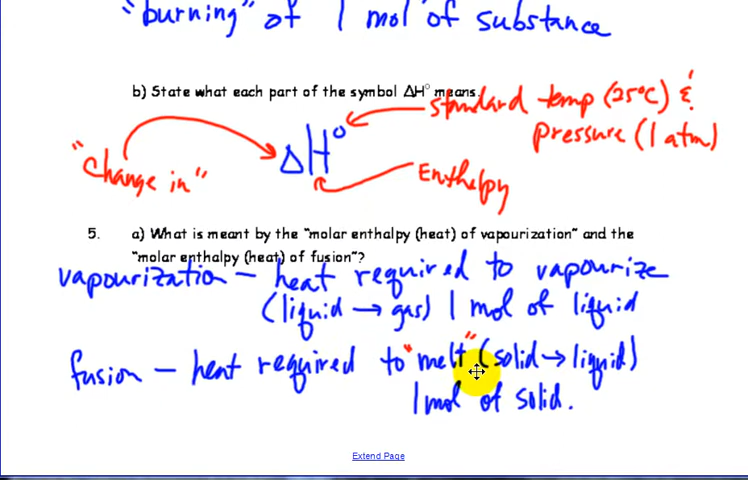 "burning" of 1 mol of substance
b) State what each part of the symbol ΔH° means.
standard temp (25°C) &
pressure (1 atm)
"change in"
ΔH°
Enthalpy
5. a) What is meant by the "molar enthalpy (heat) of vapourization" and the
"molar enthalpy (heat) of fusion"?
vapourization - heat required to vapourize
(liquid → gas) 1 mol of liquid
fusion - heat required to "melt" (solid → liquid)
1 mol of solid.
Extend Page